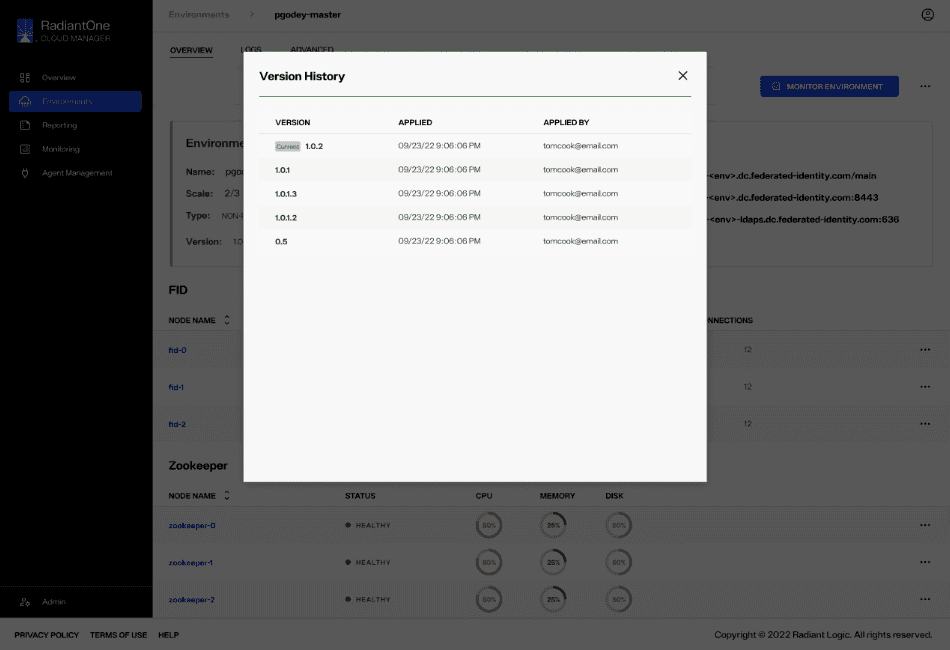 RadiantOne
CLOUD MANAGER
Overview
Environments
Reporting
Monitoring
Agent Management
Admin
Environments > pgodey-master
OVERVIEW LOGS ADVANCED
MONITOR ENVIRONMENT
Version History
VERSION APPLIED APPLIED BY
Current 1.0.2 09/23/22 9:06:06 PM tomcook@email.com
1.0.1 09/23/22 9:06:06 PM tomcook@email.com
1.0.1.3 09/23/22 9:06:06 PM tomcook@email.com
1.0.1.2 09/23/22 9:06:06 PM tomcook@email.com
0.5 09/23/22 9:06:06 PM tomcook@email.com
Environme
Name: pgo
-<env>.dc.federated-identity.com/main
Scale: 2/3
-<env>.dc.federated-identity.com:8443
Type: NON-
-<env>-ldaps.dc.federated-identity.com:636
Version: 1.0
FID
NODE NAME NNECTIONS
fid-0 12
fid-1 12
fid-2 12
Zookeeper
NODE NAME STATUS CPU MEMORY DISK
zookeeper-0 HEALTHY 50% 25% 50%
zookeeper-1 HEALTHY 50% 25% 50%
zookeeper-2 HEALTHY 50% 25% 50%
PRIVACY POLICY TERMS OF USE HELP
Copyright © 2022 Radiant Logic. All rights reserved.